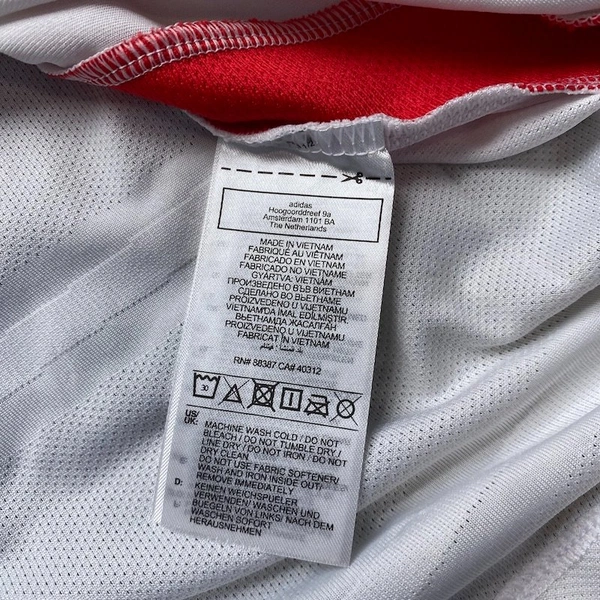 adidas
Hoogoorddreef 9a
Amsterdam 1101 BA
The Netherlands
MADE IN VIETNAM
FABRIQUÉ AU VIÊTNAM
FABRICADO EN VIETNAM
FABRICADO NO VIETNAME
GYÁRTVA: VIETNÁM
ПРОИЗВЕДЕНО ВЪВ ВИЕТНАМ
СДЕЛАНО ВО ВЬЕТНАМЕ
PROIZVEDENO U VIJETNAMU
VIETNAM'DA İMAL EDİLMİŞTİR
ВЬЕТНАМДА ЖАСАЛҒАН
PROIZVEDENO U VIJETNAMU
FABRICAT ÎN VIETNAM
RN# 88387 CA# 40312
30
US/ UK: MACHINE WASH COLD / DO NOT
BLEACH / DO NOT TUMBLE DRY /
LINE DRY / DO NOT IRON / DO NOT
DRY CLEAN
DO NOT USE FABRIC SOFTENER/
WASH AND IRON INSIDE OUT/
REMOVE IMMEDIATELY
D: KEINEN WEICHSPUELER
VERWENDEN/ WASCHEN UND
BUEGELN VON LINKS/ NACH DEM
WASCHEN SOFORT
HERAUSNEHMEN